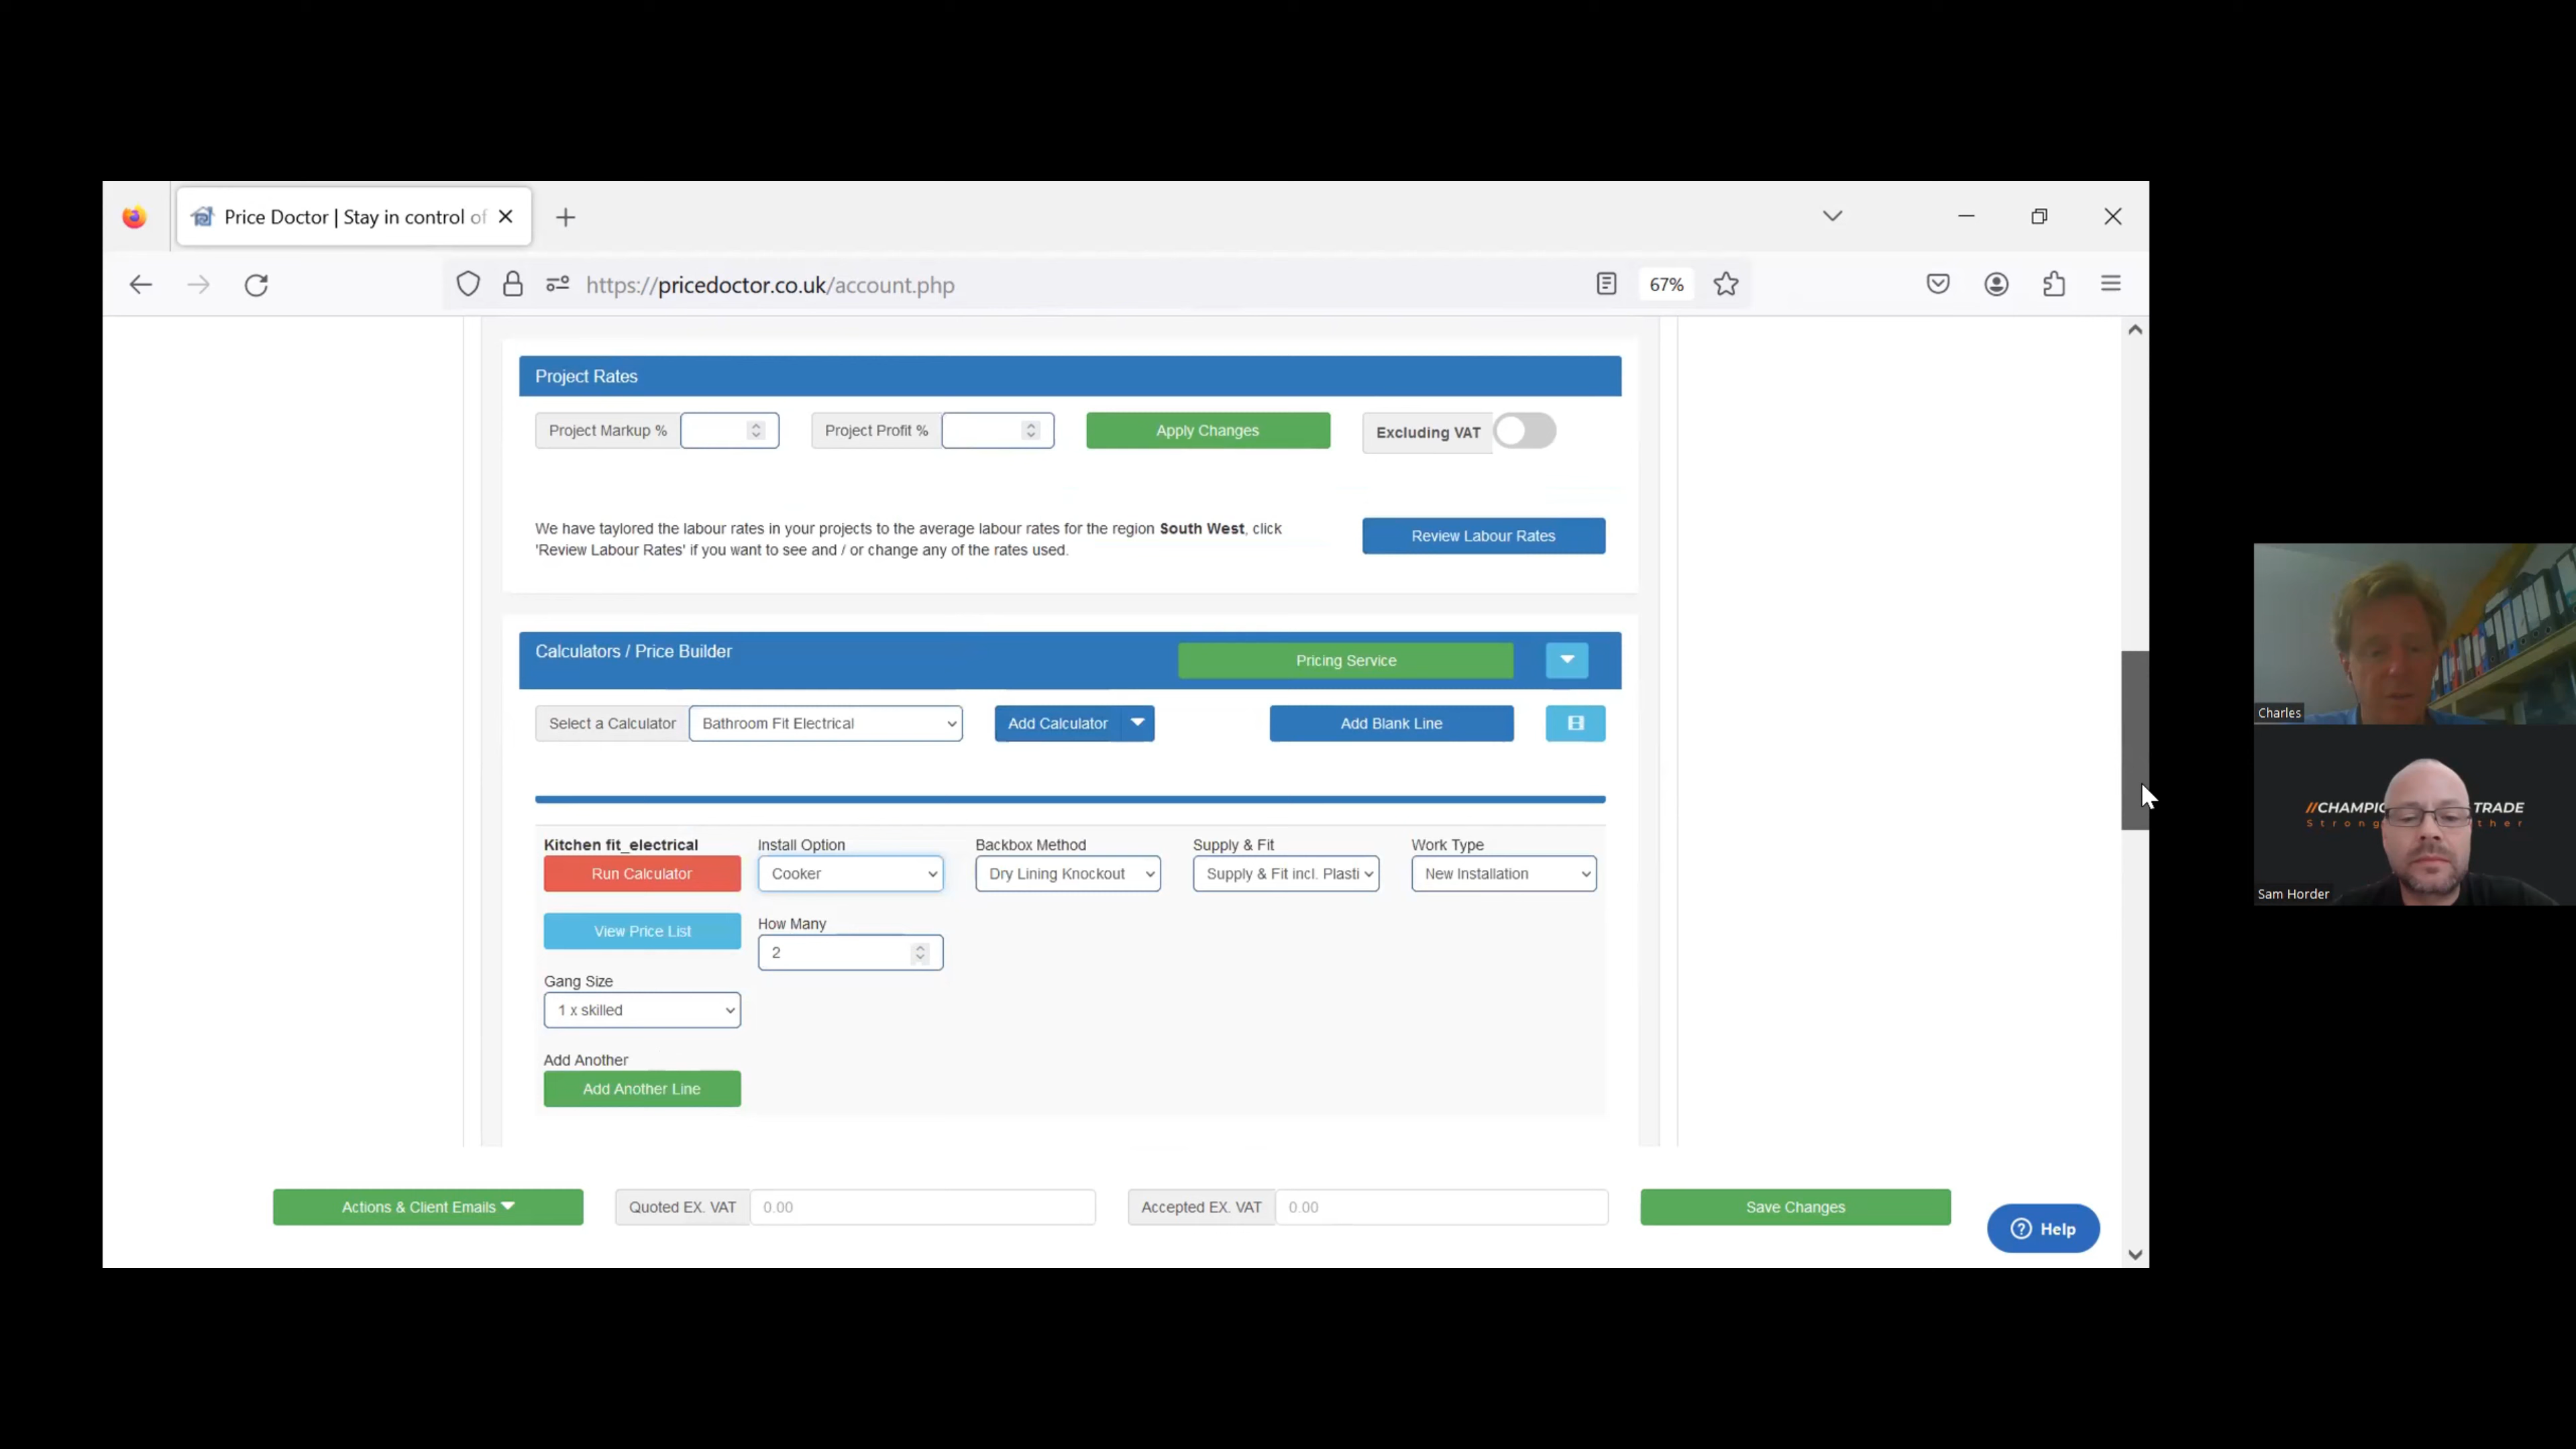 Price Doctor | Stay in control of
https://pricedoctor.co.uk/account.php
67%
Project Rates
Project Markup %
Project Profit %
Apply Changes
Excluding VAT
We have taylored the labour rates in your projects to the average labour rates for the region South West, click
'Review Labour Rates' if you want to see and / or change any of the rates used.
Review Labour Rates
Calculators / Price Builder
Pricing Service
Select a Calculator
Bathroom Fit Electrical
Add Calculator
Add Blank Line
Kitchen fit_electrical
Install Option
Backbox Method
Supply & Fit
Work Type
Run Calculator
Cooker
Dry Lining Knockout
Supply & Fit incl. Plasti
New Installation
View Price List
How Many
2
Gang Size
1 x skilled
Add Another
Add Another Line
Actions & Client Emails
Quoted EX. VAT
0.00
Accepted EX. VAT
0.00
Save Changes
Help
Charles
//CHAMPIO TRADE
Strong ther
Sam Horder